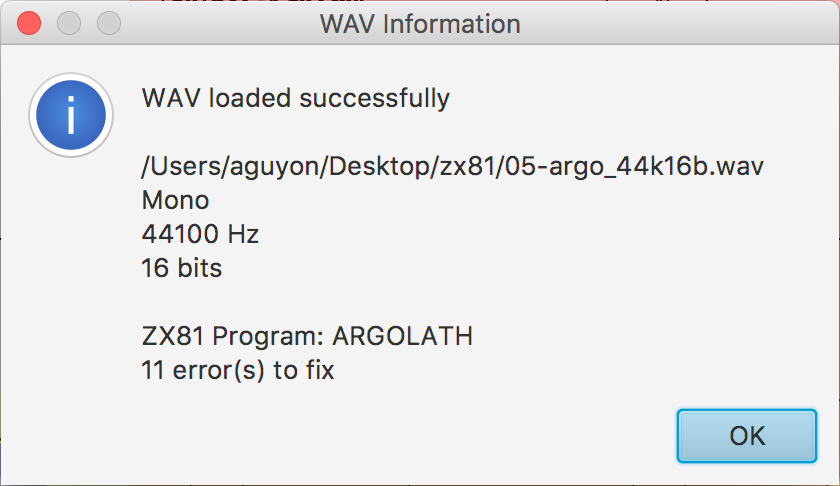 WAV Information
WAV loaded successfully
/Users/aguyon/Desktop/zx81/05-argo_44k16b.wav
Mono
44100 Hz
16 bits
ZX81 Program: ARGOLATH
11 error(s) to fix
OK